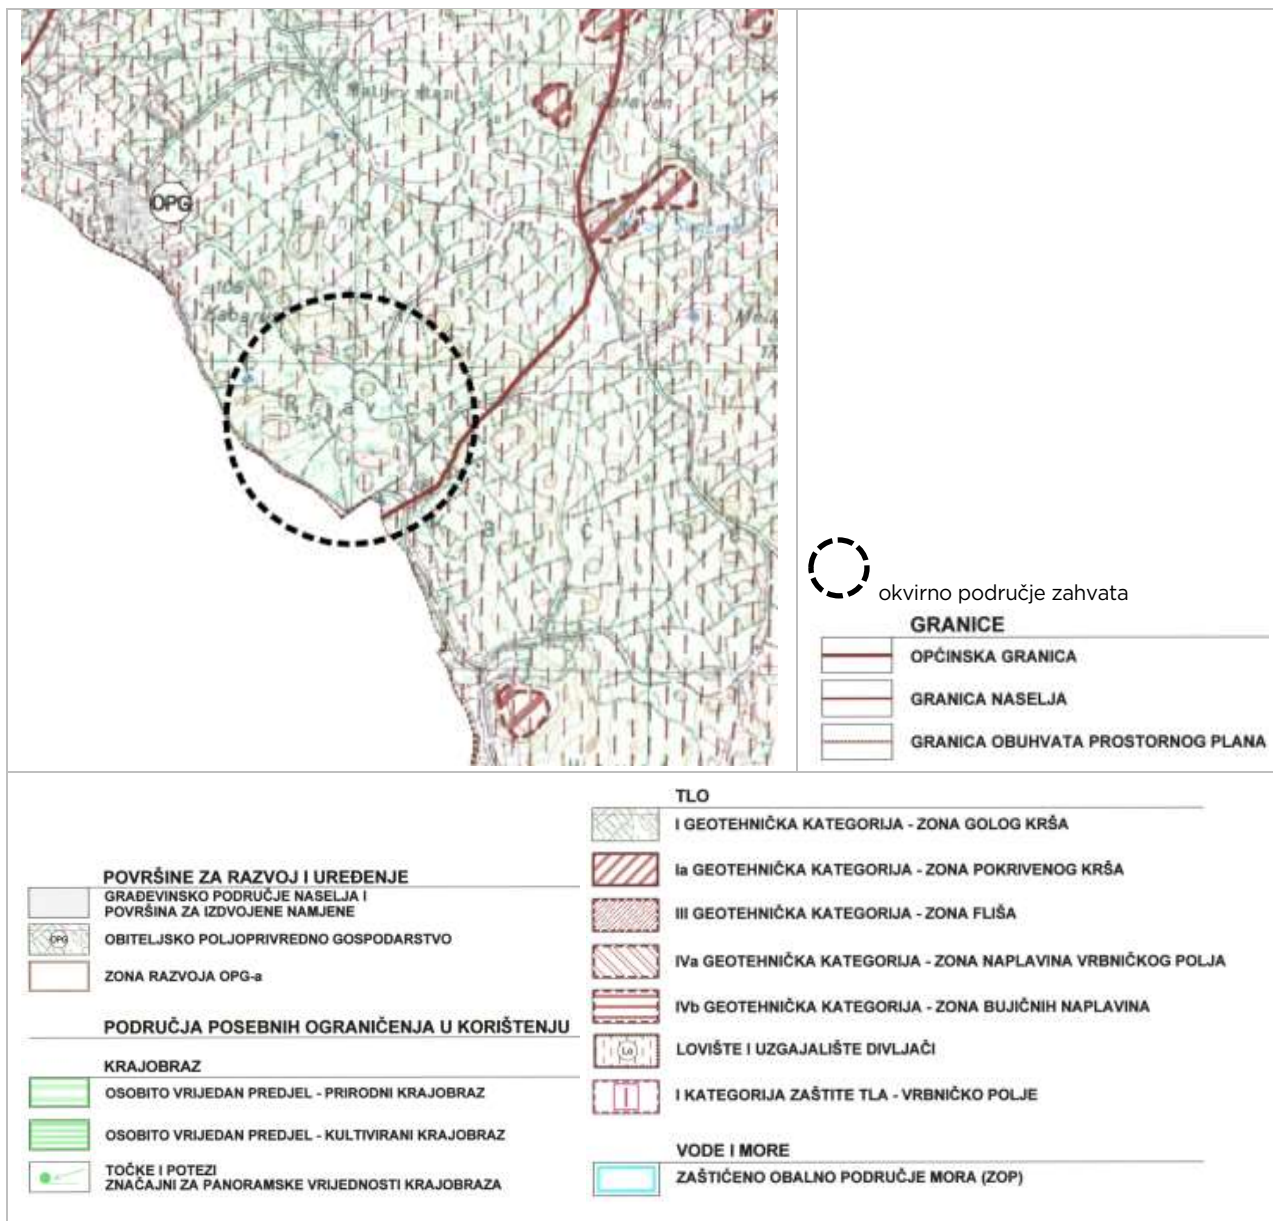 OPG
okvirno područje zahvata
GRANICE
OPĆINSKA GRANICA
GRANICA NASELJA
GRANICA OBUHVATA PROSTORNOG PLANA
POVRŠINE ZA RAZVOJ I UREĐENJE
GRAĐEVINSKO PODRUČJE NASELJA I
POVRŠINA ZA IZDVOJENE NAMJENE
OPG
OBITELJSKO POLJOPRIVREDNO GOSPODARSTVO
ZONA RAZVOJA OPG-a
PODRUČJA POSEBNIH OGRANIČENJA U KORIŠTENJU
KRAJOBRAZ
OSOBITO VRIJEDAN PREDJEL - PRIRODNI KRAJOBRAZ
OSOBITO VRIJEDAN PREDJEL - KULTIVIRANI KRAJOBRAZ
TOČKE I POTEZI
ZNAČAJNI ZA PANORAMSKE VRIJEDNOSTI KRAJOBRAZA
TLO
I GEOTEHNIČKA KATEGORIJA - ZONA GOLOG KRŠA
Ia GEOTEHNIČKA KATEGORIJA - ZONA POKRIVENOG KRŠA
III GEOTEHNIČKA KATEGORIJA - ZONA FLIŠA
IVa GEOTEHNIČKA KATEGORIJA - ZONA NAPLAVINA VRBNIČKOG POLJA
IVb GEOTEHNIČKA KATEGORIJA - ZONA BUJIČNIH NAPLAVINA
LOVIŠTE I UZGAJALIŠTE DIVLJAČI
I KATEGORIJA ZAŠTITE TLA - VRBNIČKO POLJE
VODE I MORE
ZAŠTIĆENO OBALNO PODRUČJE MORA (ZOP)